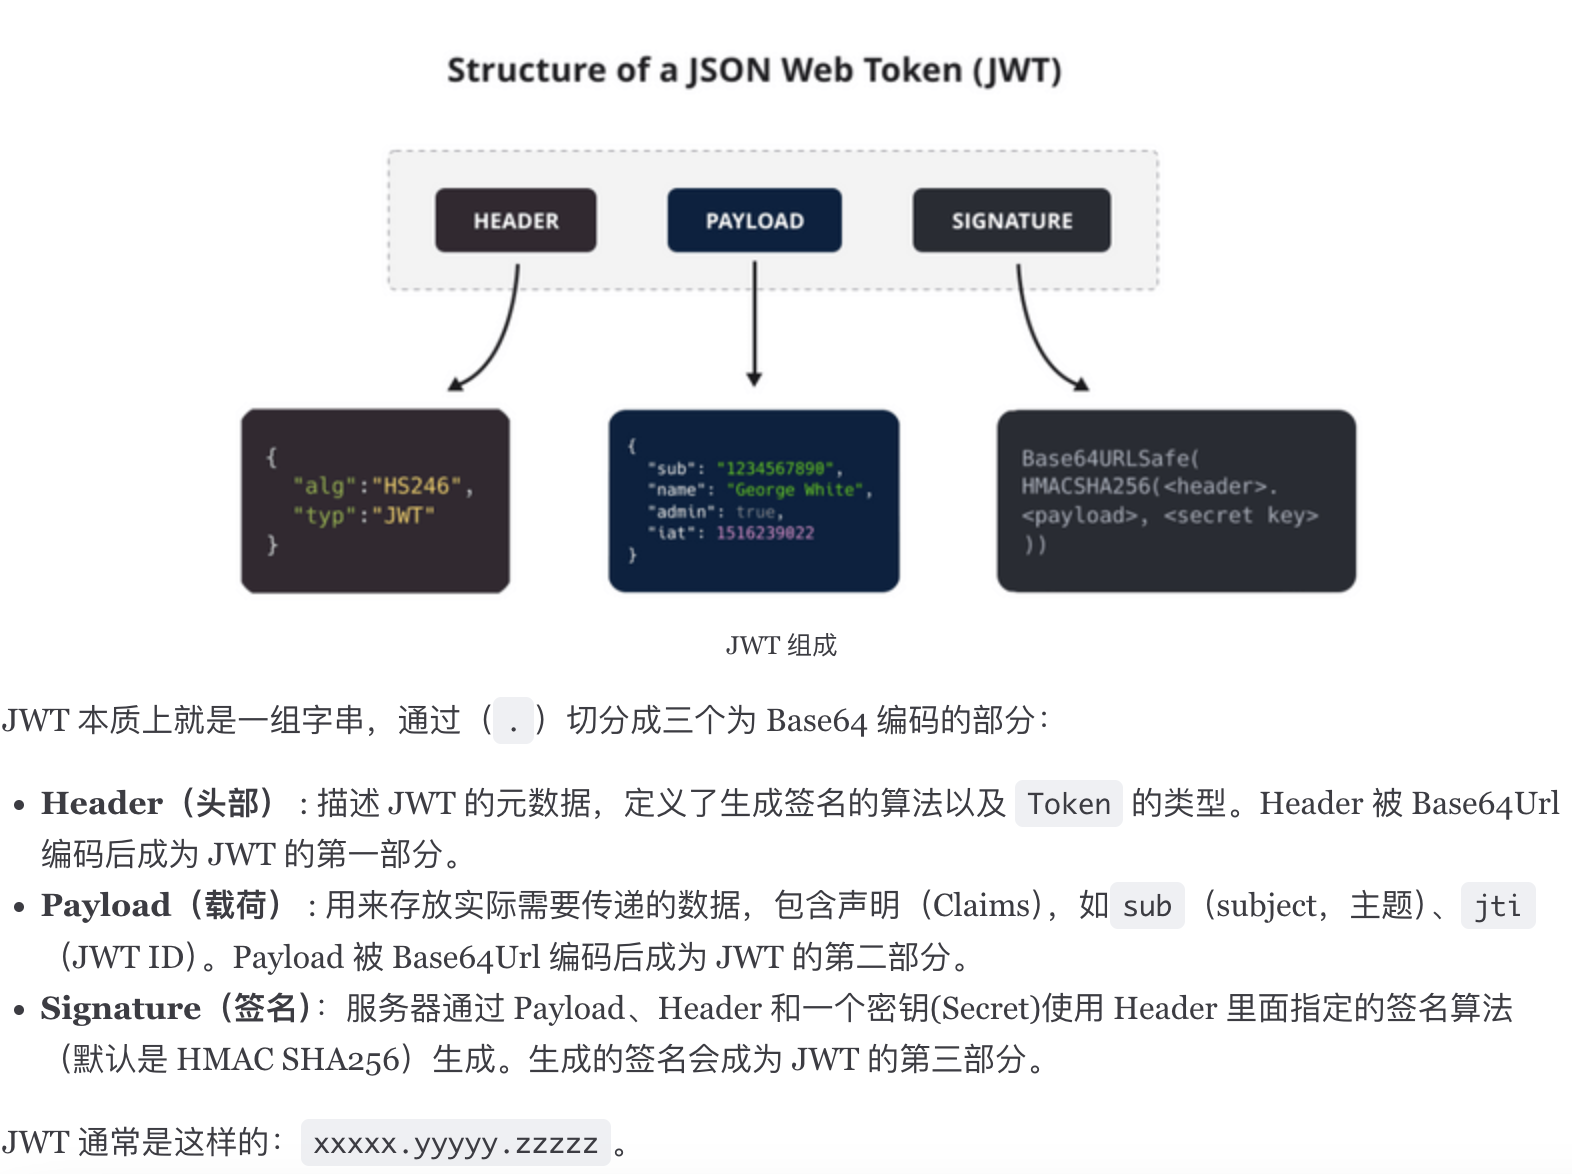 Structure of a JSON Web Token (JWT)
HEADER
PAYLOAD
SIGNATURE
{
"alg":"HS246",
"typ":"JWT"
}
{
"sub": "1234567890",
"name": "George White",
"admin": true,
"iat": 1516239022
}
Base64URLSafe(
HMACSHA256(<header>.
<payload>, <secret key>
))
JWT 组成
JWT 本质上就是一组字串，通过（.）切分成三个为 Base64 编码的部分：
• Header（头部） : 描述 JWT 的元数据，定义了生成签名的算法以及 Token 的类型。Header 被 Base64Url
编码后成为 JWT 的第一部分。
• Payload（载荷） : 用来存放实际需要传递的数据，包含声明（Claims），如 sub （subject，主题）、 jti
（JWT ID）。Payload 被 Base64Url 编码后成为 JWT 的第二部分。
• Signature（签名）：服务器通过 Payload、Header 和一个密钥(Secret)使用 Header 里面指定的签名算法
（默认是 HMAC SHA256）生成。生成的签名会成为 JWT 的第三部分。
JWT 通常是这样的：xxxxx.yyyyy.zzzzz。